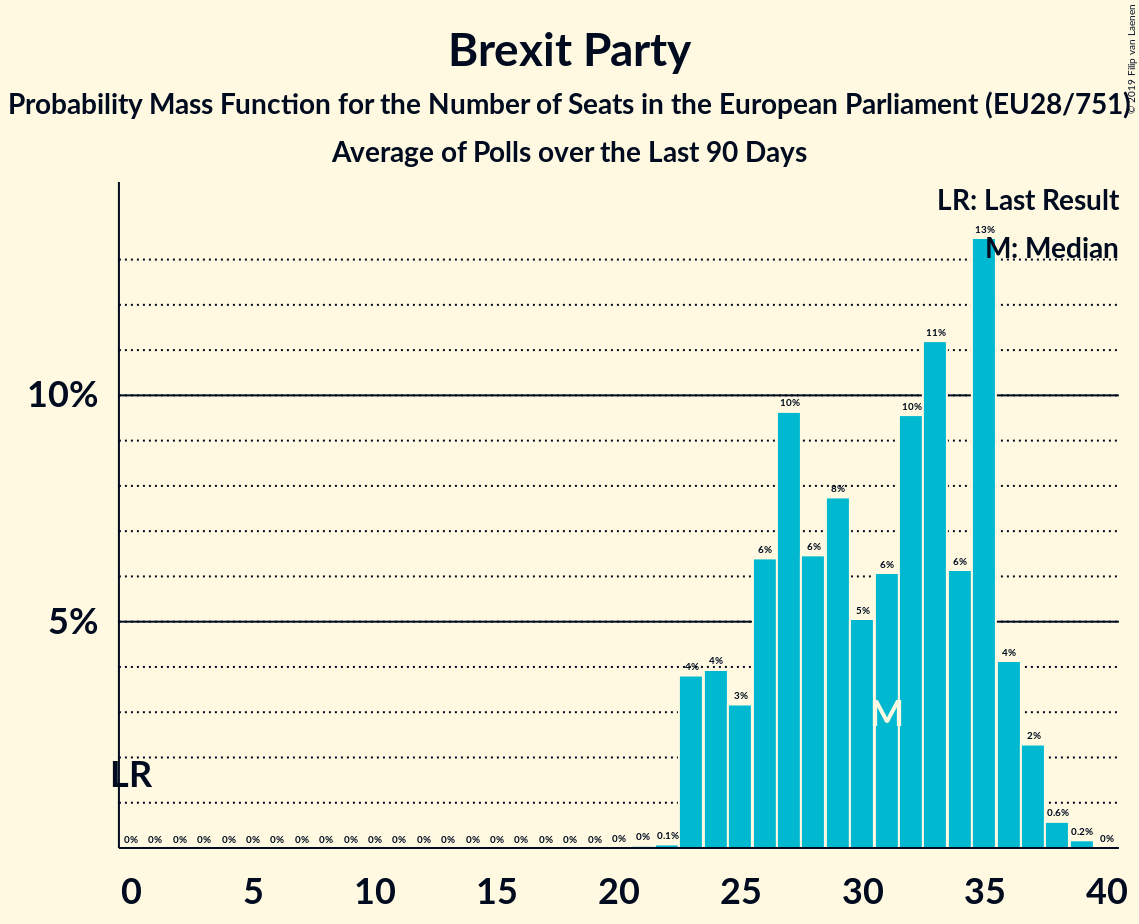 Brexit Party
Probability Mass Function for the Number of Seats in the European Parliament (EU28/751)
Average of Polls over the Last 90 Days
© 2019 Filip van Laenen
LR: Last Result
M: Median
13%
11%
10%
10%
10%
8%
6%
6%
6%
6%
5%
5%
4%
4%
4%
3%
M
2%
LR
0.6%
0.2%
0% 0% 0% 0% 0% 0% 0% 0% 0% 0% 0% 0% 0% 0% 0% 0% 0% 0% 0% 0% 0% 0% 0.1% 0%
0 5 10 15 20 25 30 35 40